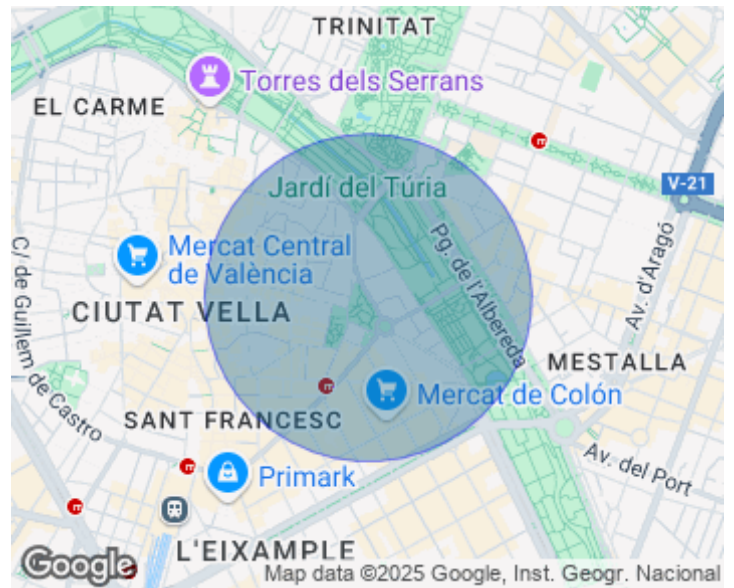 TRINITAT
Torres dels Serrans
EL CARME
Jardí del Túria
V-21
Mercat Central
de València
Pg. de l'Albereda
Av. d'Aragó
C/ de Guillem de Castro
CIUTAT VELLA
MESTALLA
Mercat de Colón
SANT FRANCESC
Av. del Port
Primark
L'EIXAMPLE
Google
Map data ©2025 Google, Inst. Geogr. Nacional